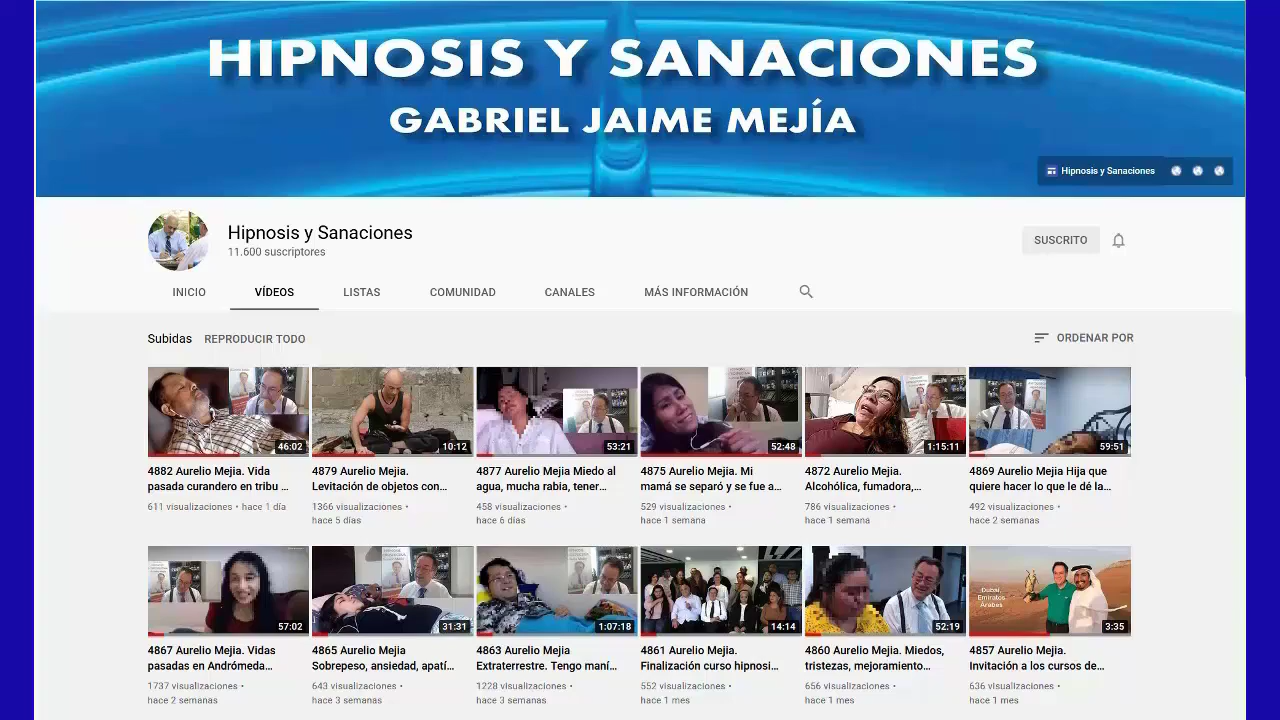 HIPNOSIS Y SANACIONES
GABRIEL JAIME MEJÍA
Hipnosis y Sanaciones
Hipnosis y Sanaciones
11.600 suscriptores
SUSCRITO
INICIO VÍDEOS LISTAS COMUNIDAD CANALES MÁS INFORMACIÓN
Subidas REPRODUCIR TODO ORDENAR POR
46:02 10:12 53:21 52:48 1:15:11 59:51
4882 Aurelio Mejia. Vida
pasada curandero en tribu ...
611 visualizaciones • hace 1 día
4879 Aurelio Mejia.
Levitación de objetos con...
1366 visualizaciones •
hace 5 días
4877 Aurelio Mejia Miedo al
agua, mucha rabia, tener...
458 visualizaciones •
hace 6 días
4875 Aurelio Mejia. Mi
mamá se separó y se fue a...
529 visualizaciones •
hace 1 semana
4872 Aurelio Mejia.
Alcohólica, fumadora,...
786 visualizaciones •
hace 1 semana
4869 Aurelio Mejia Hija que
quiere hacer lo que le dé la...
492 visualizaciones •
hace 2 semanas
Dubai,
Emiratos
Arabes
57:02 31:31 1:07:18 14:14 52:19 3:35
4867 Aurelio Mejia. Vidas
pasadas en Andrómeda...
1737 visualizaciones •
hace 2 semanas
4865 Aurelio Mejia
Sobrepeso, ansiedad, apatí...
643 visualizaciones •
hace 3 semanas
4863 Aurelio Mejia
Extraterrestre. Tengo maní...
1228 visualizaciones •
hace 3 semanas
4861 Aurelio Mejia.
Finalización curso hipnosi...
552 visualizaciones •
hace 1 mes
4860 Aurelio Mejia. Miedos,
tristezas, mejoramiento...
656 visualizaciones •
hace 1 mes
4857 Aurelio Mejia.
Invitación a los cursos de...
636 visualizaciones •
hace 1 mes